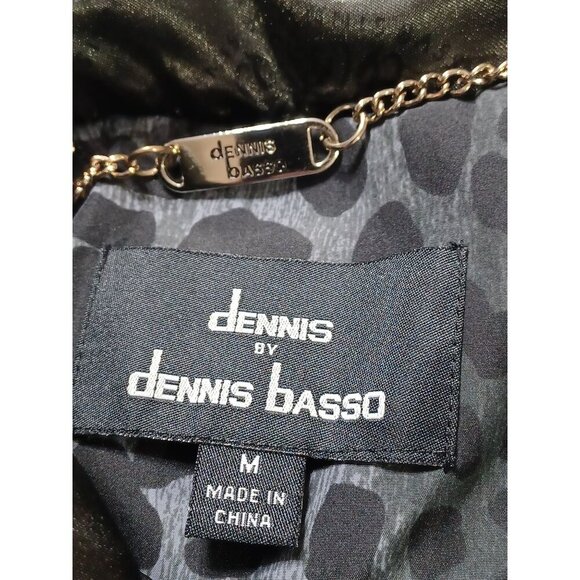 dENNIS
bASSO
dENNIS
BY
dENNIS bASSO
M
MADE IN
CHINA